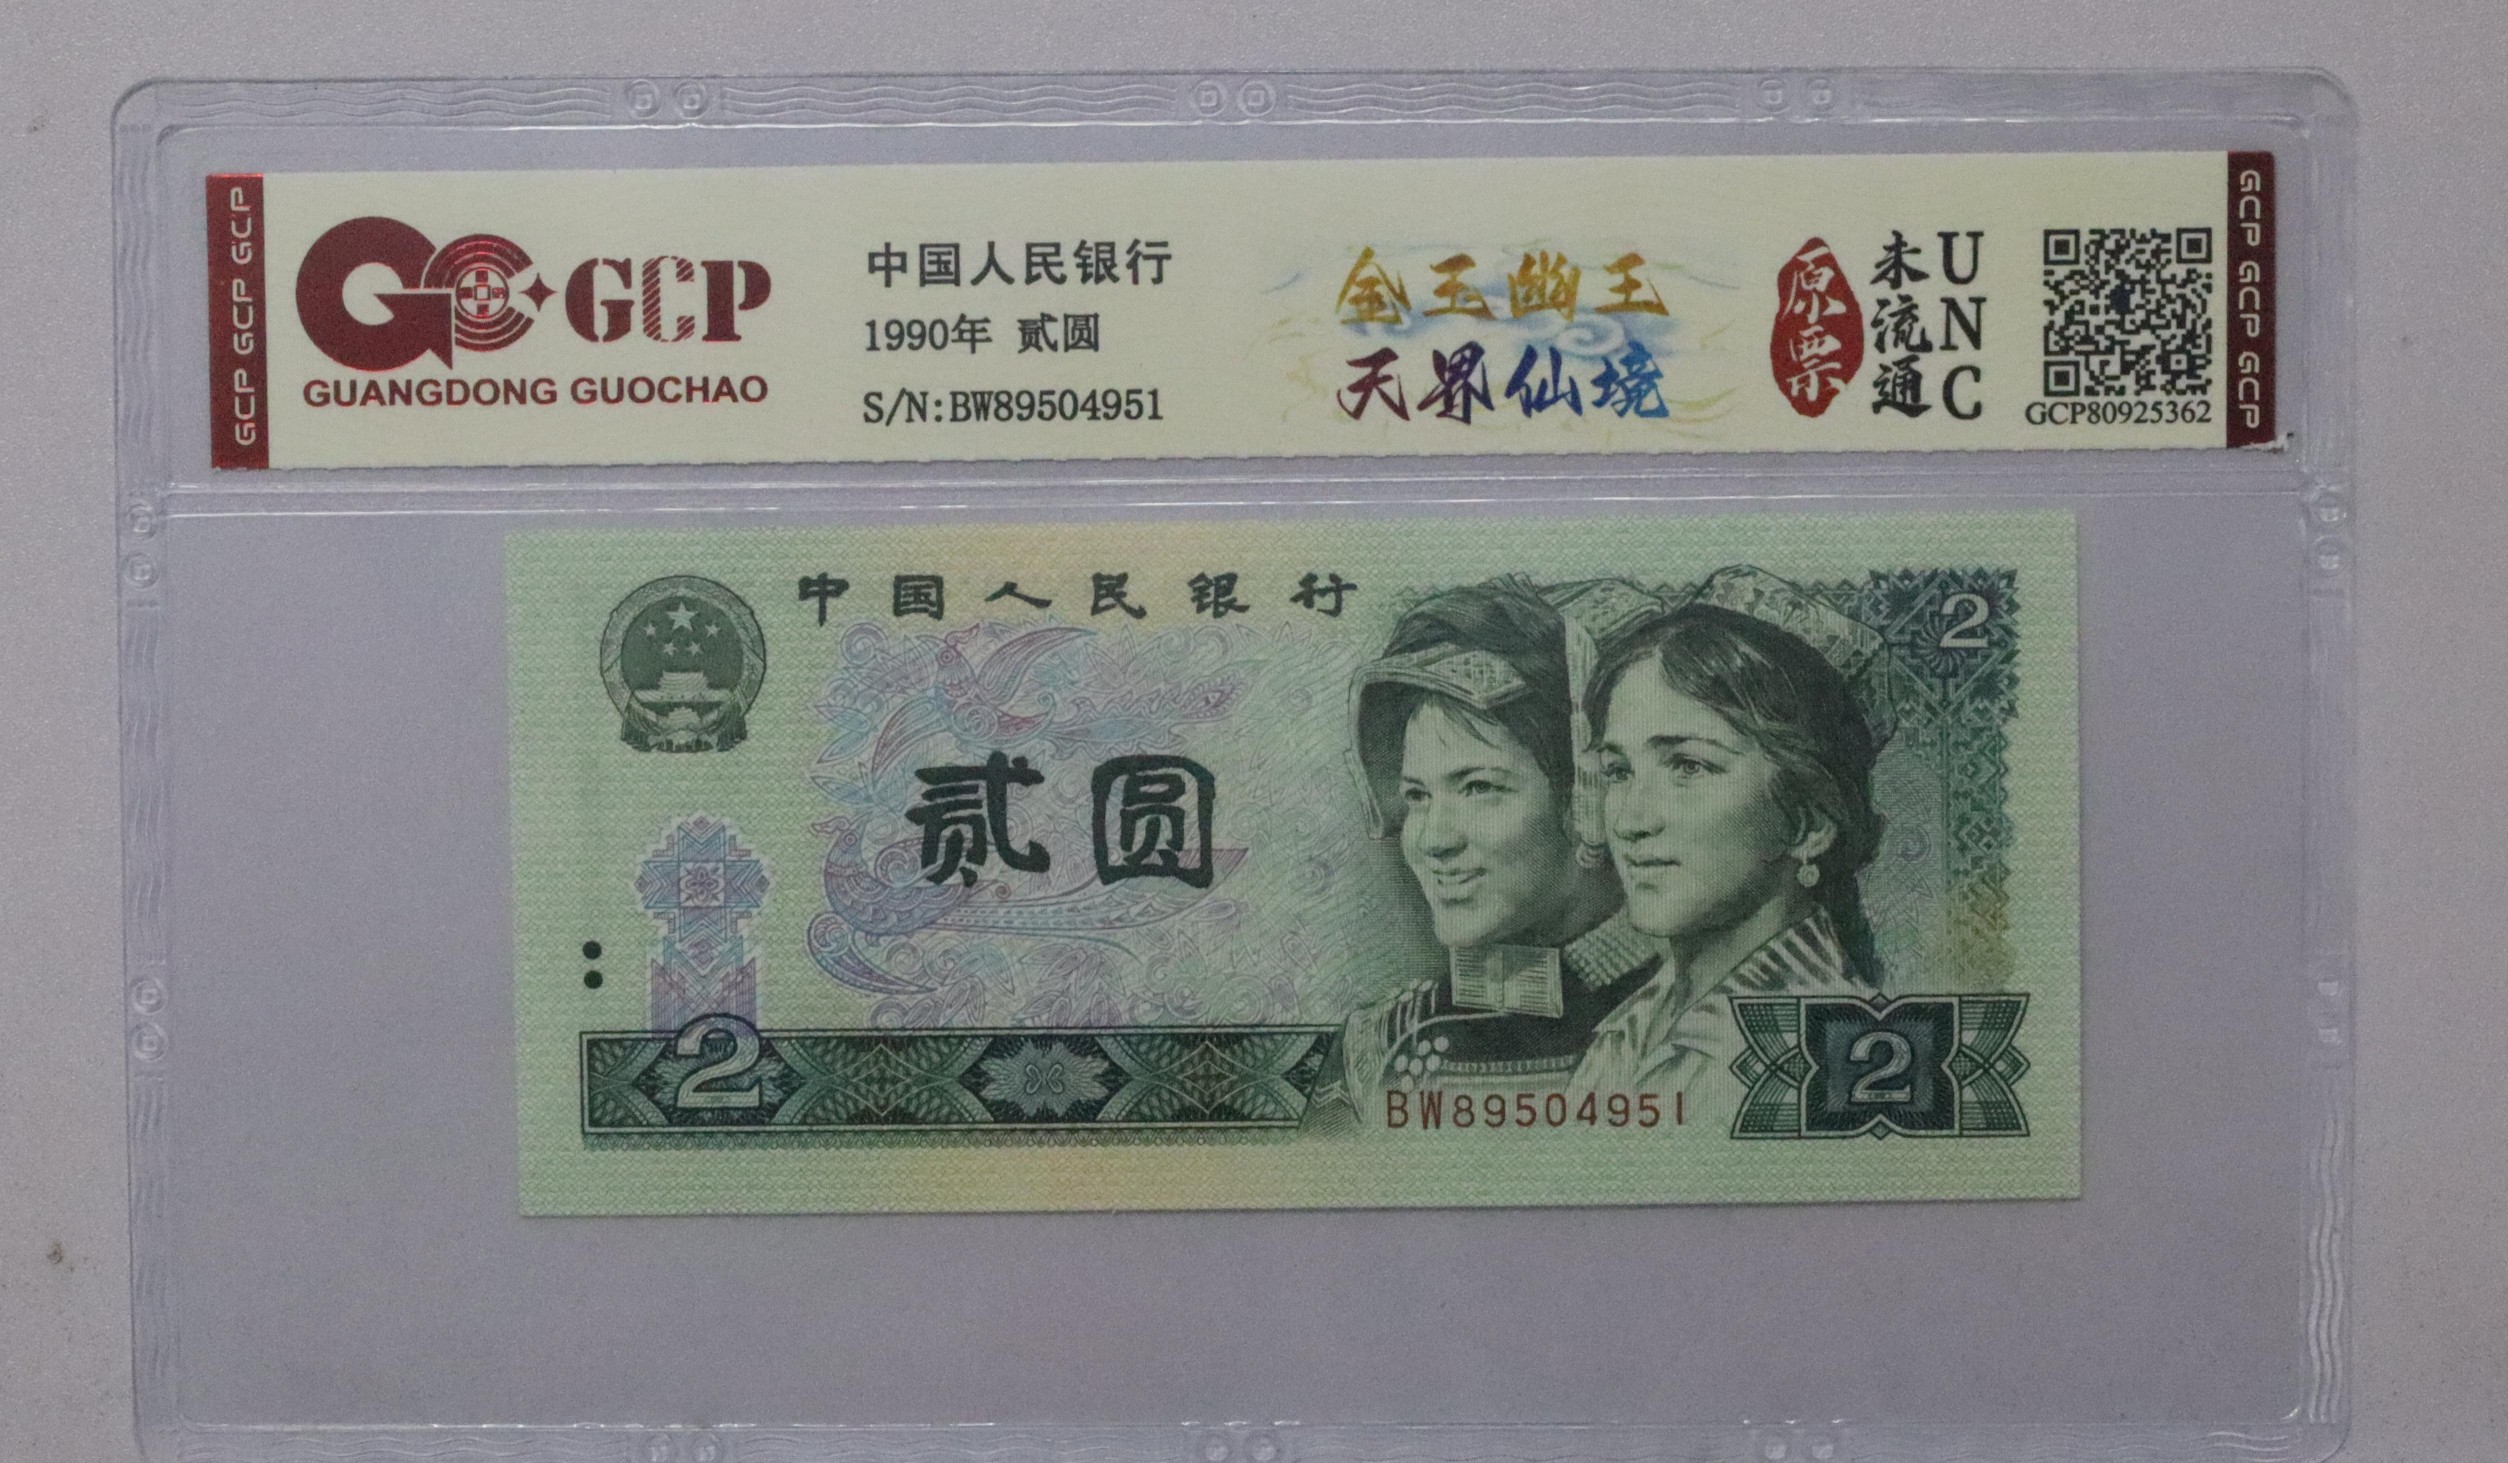 GCP GCP GCP GCP
GCP
GUANGDONG GUOCHAO
中国人民银行
1990年 贰圆
S/N:BW89504951
金玉幽王
天界仙境
原票
未流通
UNC
GCP80925362
GCP GCP GCP GCP
中国人民银行
2
贰圆
2
BW89504951
2